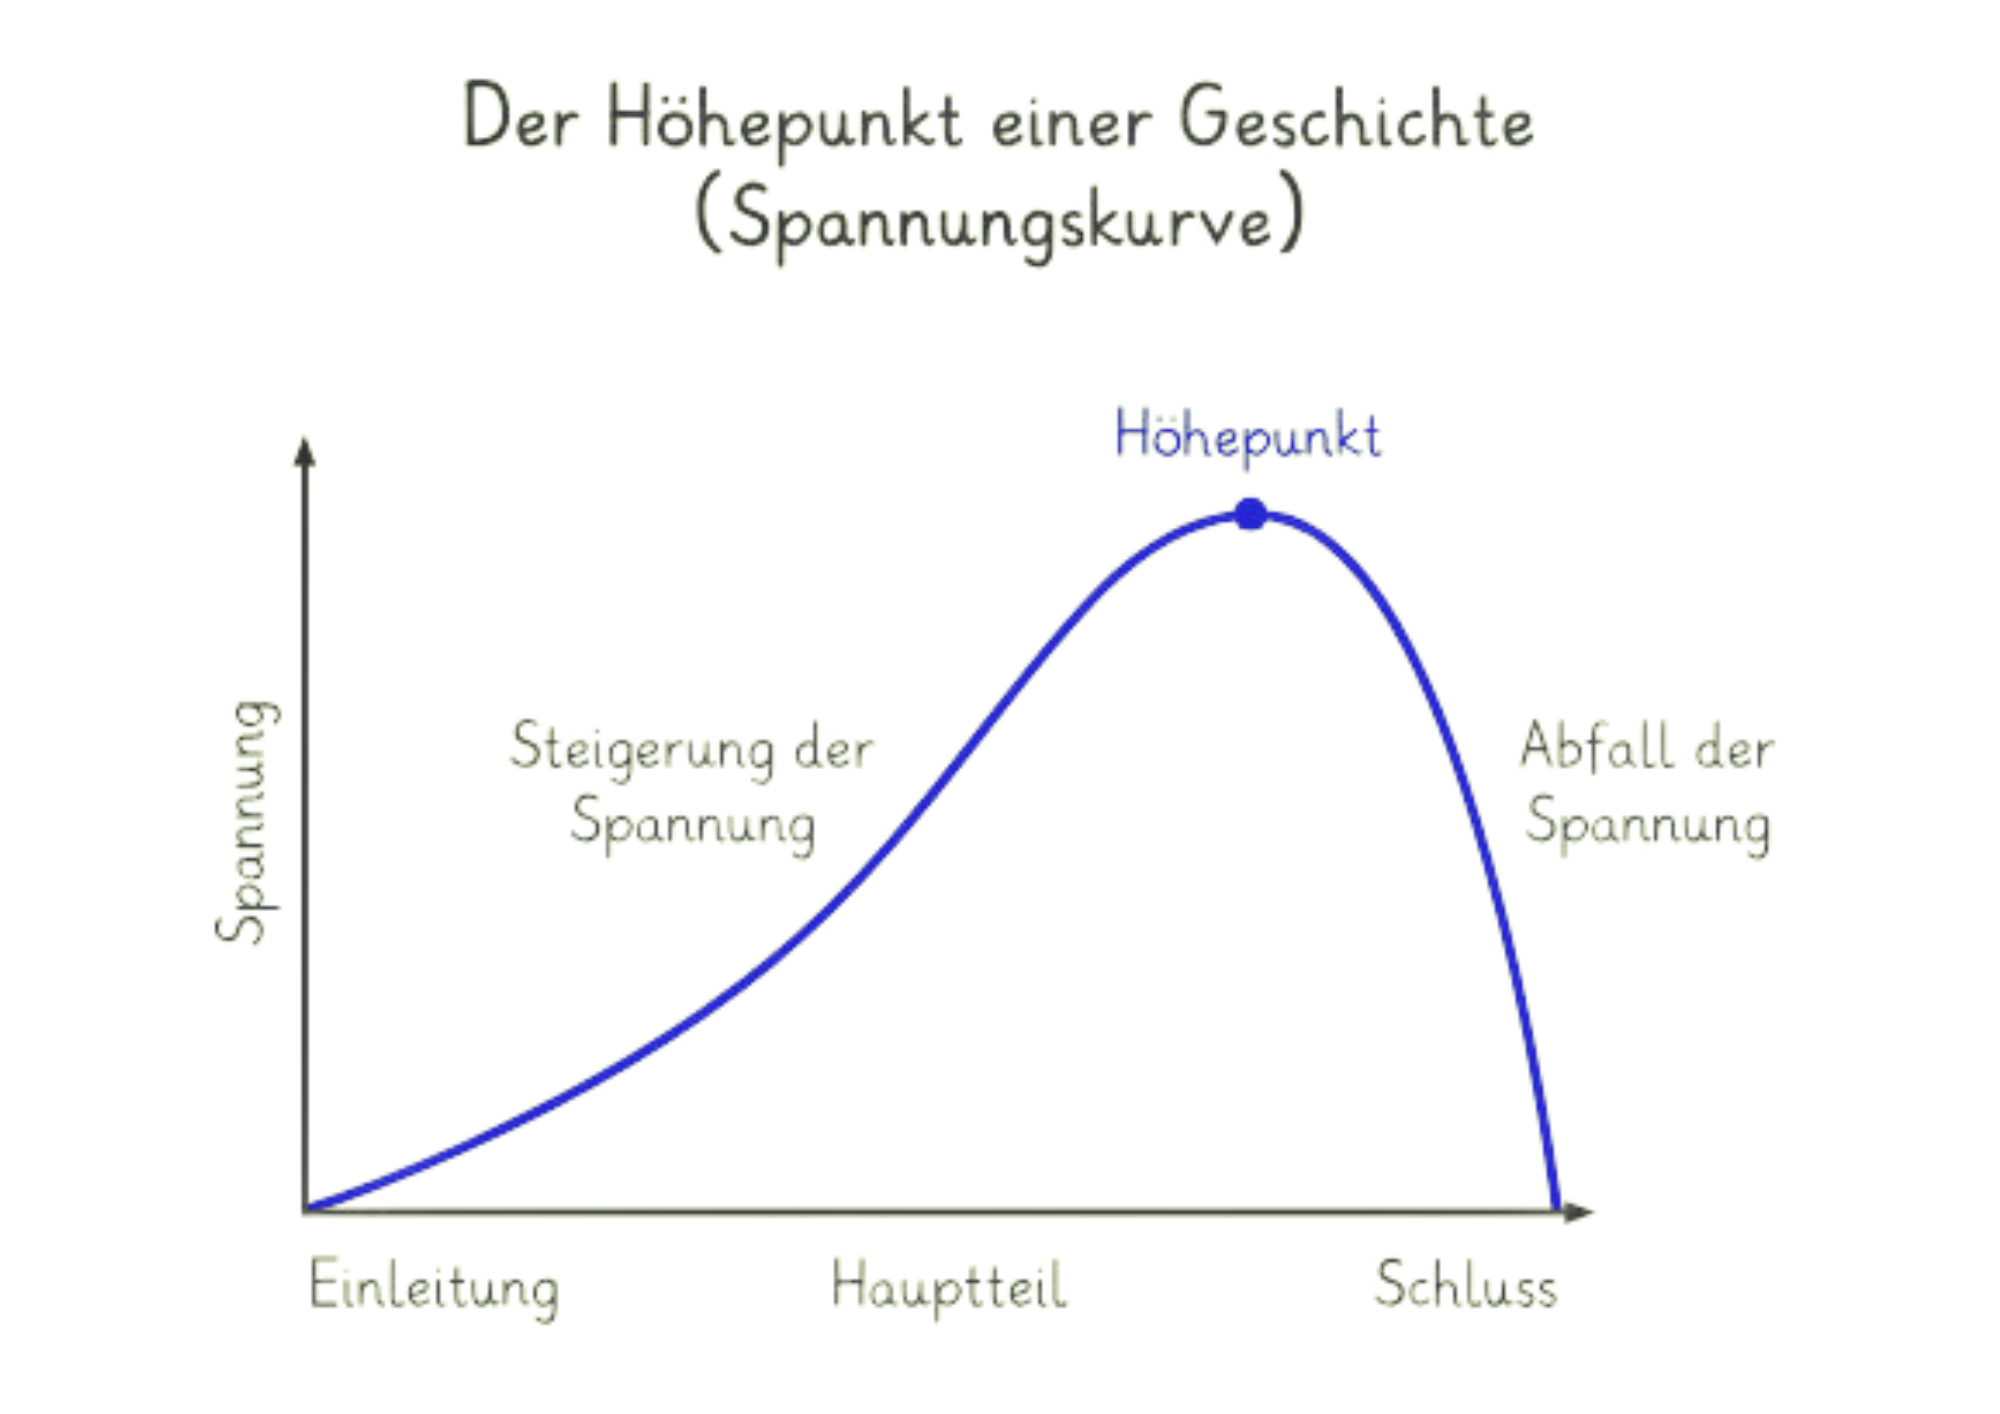 Der Höhepunkt einer Geschichte
(Spannungskurve)
Höhepunkt
Spannung
Steigerung der
Spannung
Abfall der
Spannung
Einleitung
Hauptteil
Schluss